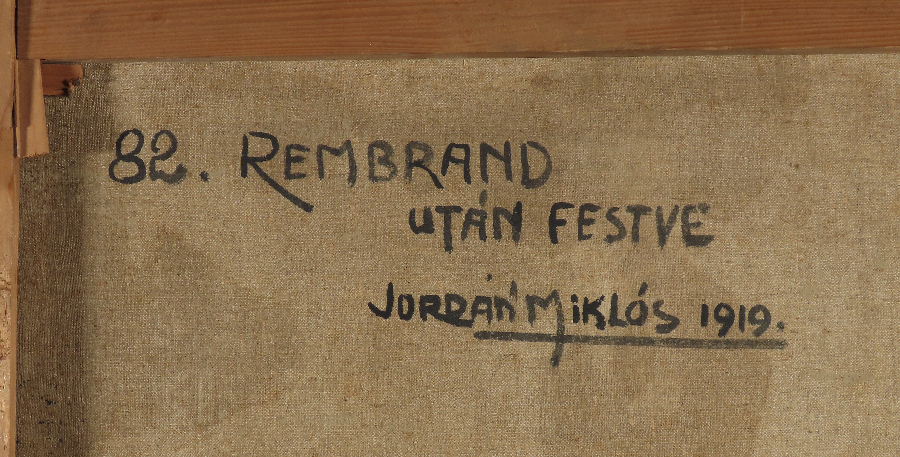 82. REMBRAND
UTÁN FESTVE
JORDÁN MIKLÓS 1919.